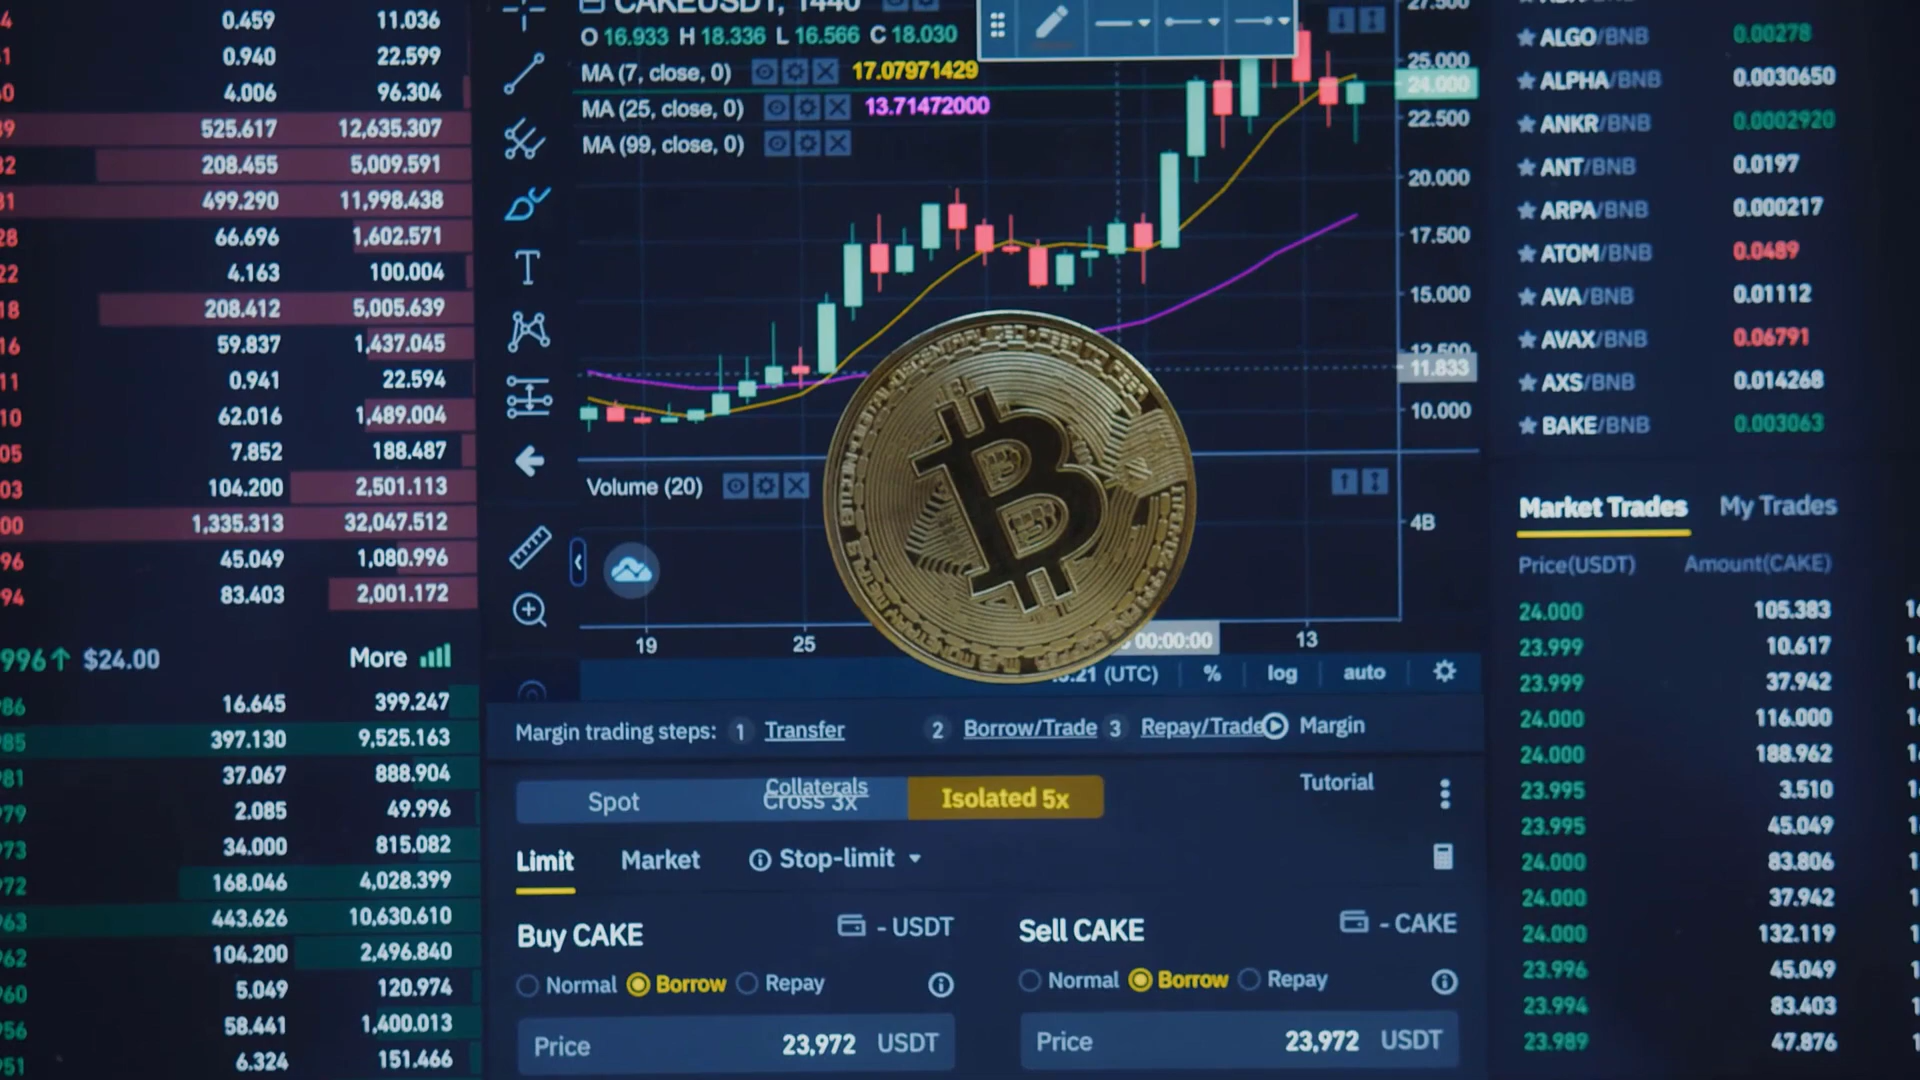 0.459 11.036
0.940 22.599
4.006 96.304
525.617 12,635.307
208.455 5,009.591
499.290 11,998.438
66.696 1,602.571
4.163 100.004
208.412 5,005.639
59.837 1,437.045
0.941 22.594
62.016 1,489.004
7.852 188.487
104.200 2,501.113
1,335.313 32,047.512
45.049 1,080.996
83.403 2,001.172
996↑ $24.00 More
16.645 399.247
397.130 9,525.163
37.067 888.904
2.085 49.996
34.000 815.082
168.046 4,028.399
443.626 10,630.610
104.200 2,496.840
5.049 120.974
58.441 1,400.013
6.324 151.466
CAKEUSDT, 1440
O 16.933 H 18.336 L 16.566 C 18.030
MA (7, close, 0) 17.07971429
MA (25, close, 0) 13.71472000
MA (99, close, 0)
27.500
25.000
24.000
22.500
20.000
17.500
15.000
12.500
11.833
10.000
Volume (20)
4B
19 25 00:00:00 13
(UTC) % log auto
Margin trading steps: 1 Transfer 2 Borrow/Trade 3 Repay/Trade Margin
Spot Collaterals Cross 3x Isolated 5x Tutorial
Limit Market Stop-limit
Buy CAKE - USDT
Normal Borrow Repay
Price 23,972 USDT
Sell CAKE - CAKE
Normal Borrow Repay
Price 23,972 USDT
ALGO/BNB 0.00278
ALPHA/BNB 0.0030650
ANKR/BNB 0.0002920
ANT/BNB 0.0197
ARPA/BNB 0.000217
ATOM/BNB 0.0489
AVA/BNB 0.01112
AVAX/BNB 0.06791
AXS/BNB 0.014268
BAKE/BNB 0.003063
Market Trades My Trades
Price(USDT) Amount(CAKE)
24.000 105.383
23.999 10.617
23.999 37.942
24.000 116.000
24.000 188.962
23.995 3.510
23.995 45.049
24.000 83.806
24.000 37.942
24.000 132.119
23.996 45.049
23.994 83.403
23.989 47.876